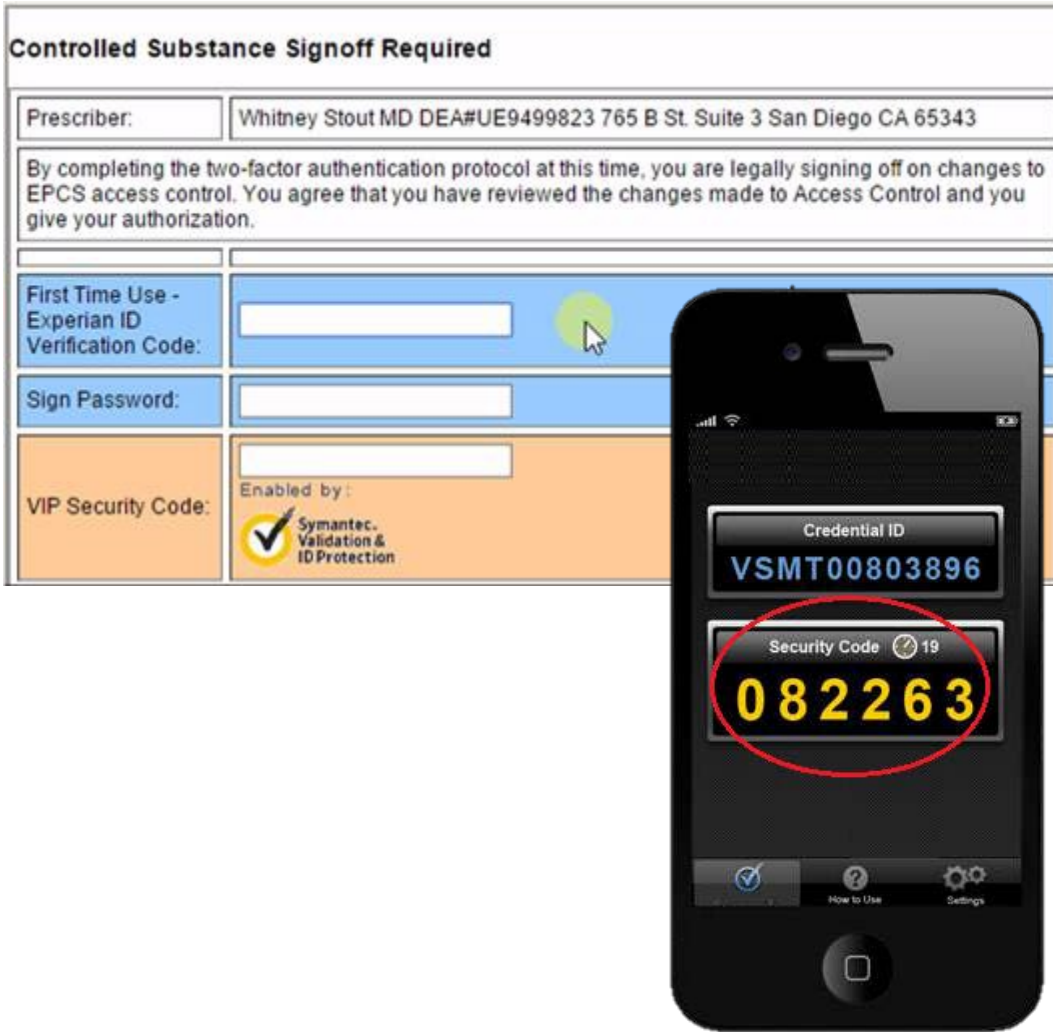 Controlled Substance Signoff Required
Prescriber:
Whitney Stout MD DEA#UE9499823 765 B St. Suite 3 San Diego CA 65343
By completing the two-factor authentication protocol at this time, you are legally signing off on changes to
EPCS access control. You agree that you have reviewed the changes made to Access Control and you
give your authorization.
First Time Use -
Experian ID
Verification Code:
Sign Password:
VIP Security Code:
Enabled by:
Symantec.
Validation &
ID Protection
Credential ID
VSMT00803896
Security Code 19
082263
How to Use
Settings